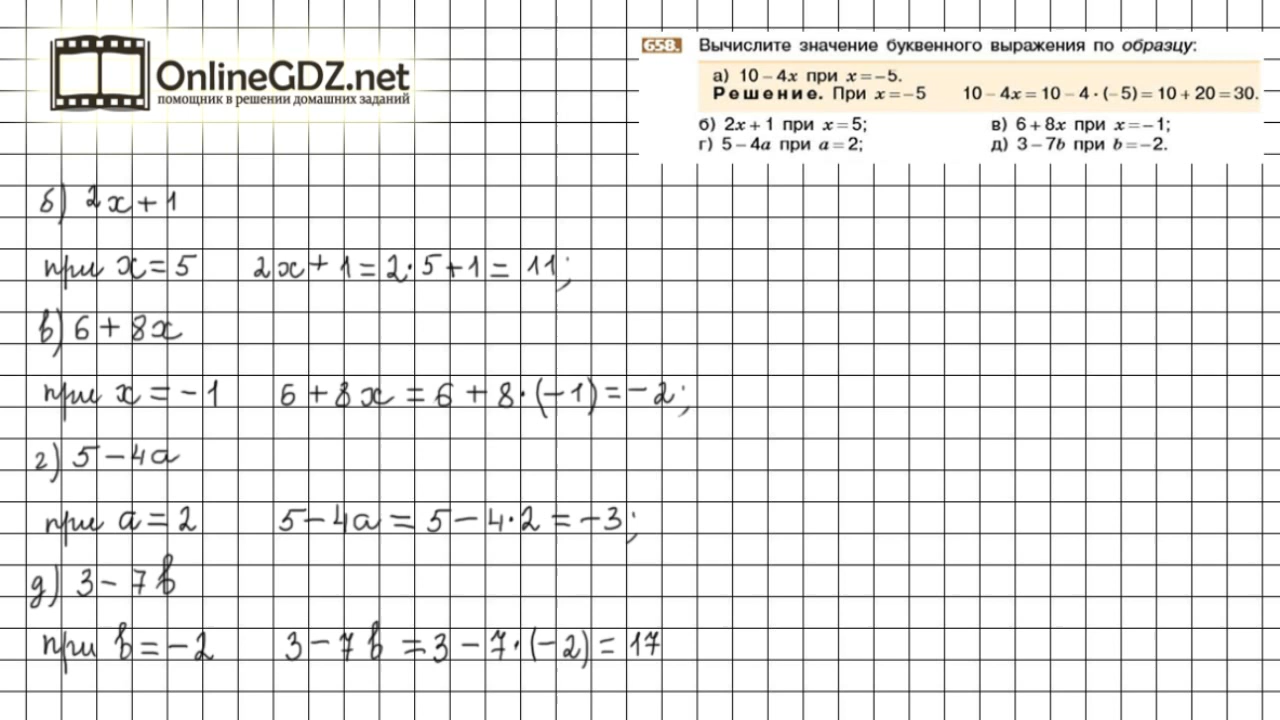 OnlineGDZ.net
помощник в решении домашних заданий
658. Вычислите значение буквенного выражения по образцу:
а) 10 – 4x при x = –5.
Решение. При x = –5 10 – 4x = 10 – 4 · (–5) = 10 + 20 = 30.
б) 2x + 1 при x = 5; в) 6 + 8x при x = –1;
г) 5 – 4a при a = 2; д) 3 – 7b при b = –2.
б) 2x + 1
при x = 5 2x + 1 = 2 · 5 + 1 = 11;
в) 6 + 8x
при x = – 1 6 + 8x = 6 + 8 · (–1) = – 2;
г) 5 – 4a
при a = 2 5 – 4a = 5 – 4 · 2 = – 3;
д) 3 – 7b
при b = – 2 3 – 7b = 3 – 7 · (–2) = 17